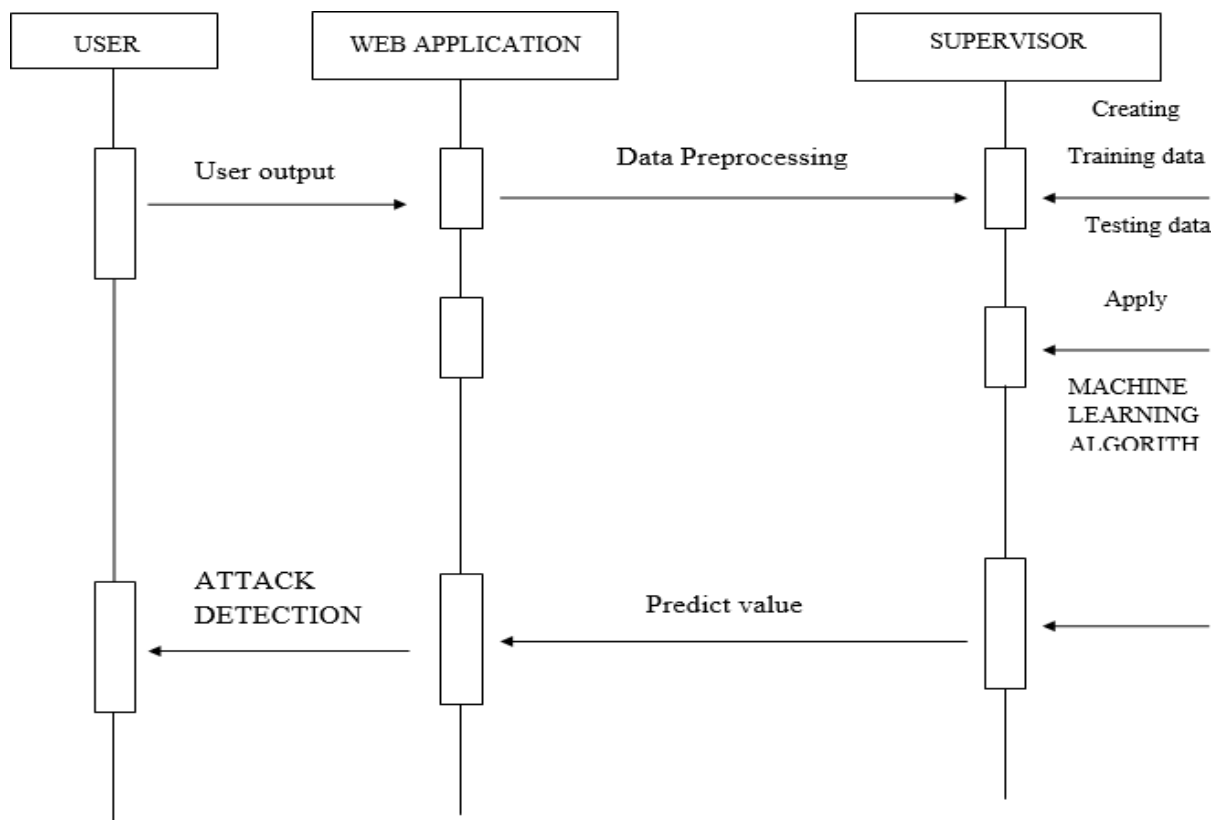 USER
WEB APPLICATION
SUPERVISOR
Creating
User output
Data Preprocessing
Training data
Testing data
Apply
MACHINE
LEARNING
ALGORITH
ATTACK
DETECTION
Predict value